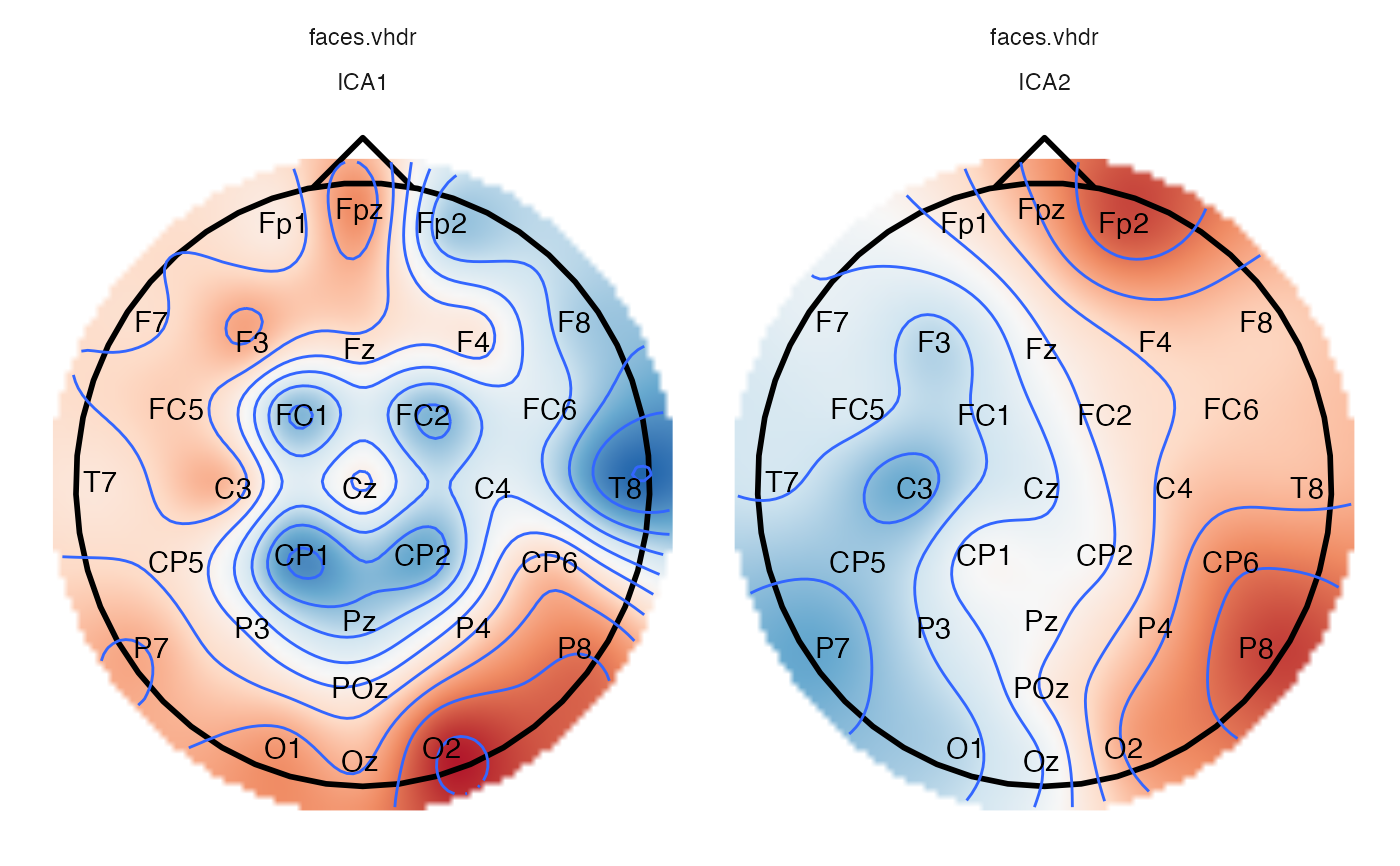 faces.vhdr
ICA1
Fp1 Fpz Fp2
F7 F3 Fz F4 F8
FC5 FC1 FC2 FC6
T7 C3 Cz C4 T8
CP5 CP1 CP2 CP6
P7 P3 Pz P4 P8
POz
O1 Oz O2
faces.vhdr
ICA2
Fp1 Fpz Fp2
F7 F3 Fz F4 F8
FC5 FC1 FC2 FC6
T7 C3 Cz C4 T8
CP5 CP1 CP2 CP6
P7 P3 Pz P4 P8
POz
O1 Oz O2